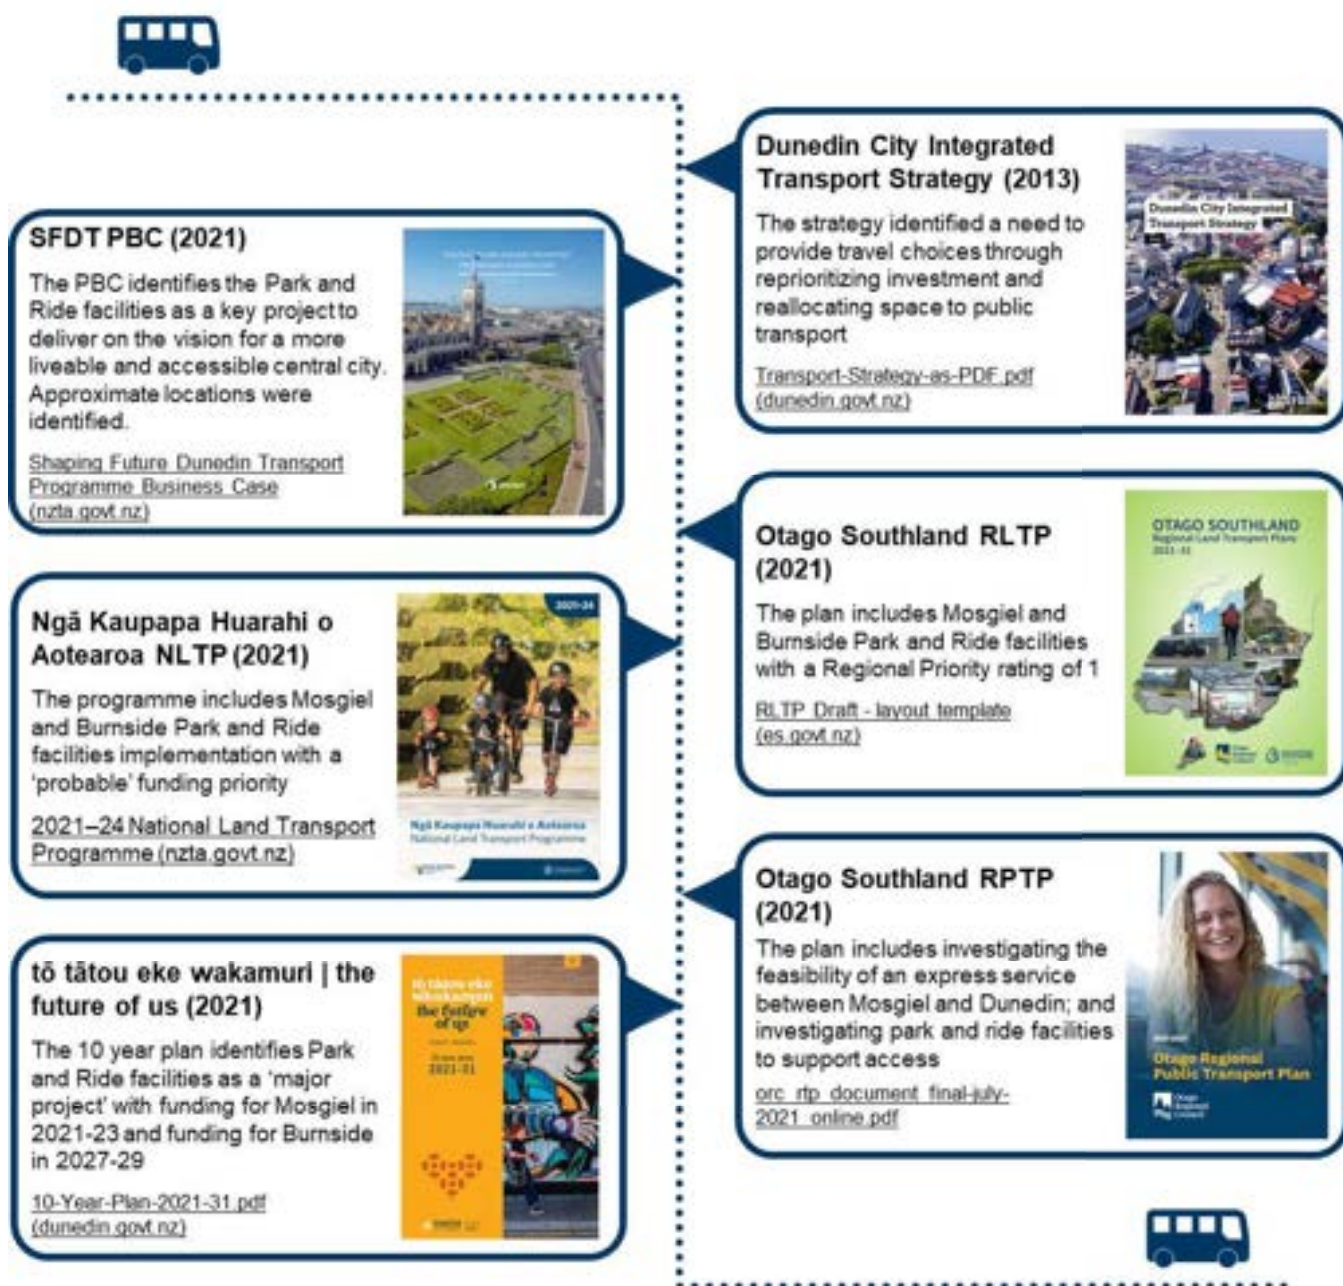 Dunedin City Integrated
Transport Strategy (2013)
The strategy identified a need to
provide travel choices through
reprioritizing investment and
reallocating space to public
transport
Transport-Strategy-as-PDF.pdf
(dunedin.govt.nz)
Dunedin City Integrated
Transport Strategy
SFDT PBC (2021)
The PBC identifies the Park and
Ride facilities as a key project to
deliver on the vision for a more
liveable and accessible central city.
Approximate locations were
identified.
Shaping Future Dunedin Transport
Programme Business Case
(nzta.govt.nz)
Otago Southland RLTP
(2021)
The plan includes Mosgiel and
Burnside Park and Ride facilities
with a Regional Priority rating of 1
RLTP Draft - layout template
(es.govt.nz)
OTAGO SOUTHLAND
Regional Land Transport Plans
2021-31
Ngā Kaupapa Huarahi o
Aotearoa NLTP (2021)
The programme includes Mosgiel
and Burnside Park and Ride
facilities implementation with a
‘probable’ funding priority
2021–24 National Land Transport
Programme (nzta.govt.nz)
2021-24
Ngā Kaupapa Huarahi o Aotearoa
National Land Transport Programme
Otago Southland RPTP
(2021)
The plan includes investigating the
feasibility of an express service
between Mosgiel and Dunedin; and
investigating park and ride facilities
to support access
orc_rtp_document_final-july-
2021_online.pdf
Otago Regional
Public Transport Plan
Otago
Regional
Council
tō tātou eke wakamuri | the
future of us (2021)
The 10 year plan identifies Park
and Ride facilities as a ‘major
project’ with funding for Mosgiel in
2021-23 and funding for Burnside
in 2027-29
10-Year-Plan-2021-31.pdf
(dunedin.govt.nz)
tō tātou eke
the future
of us
2021-31